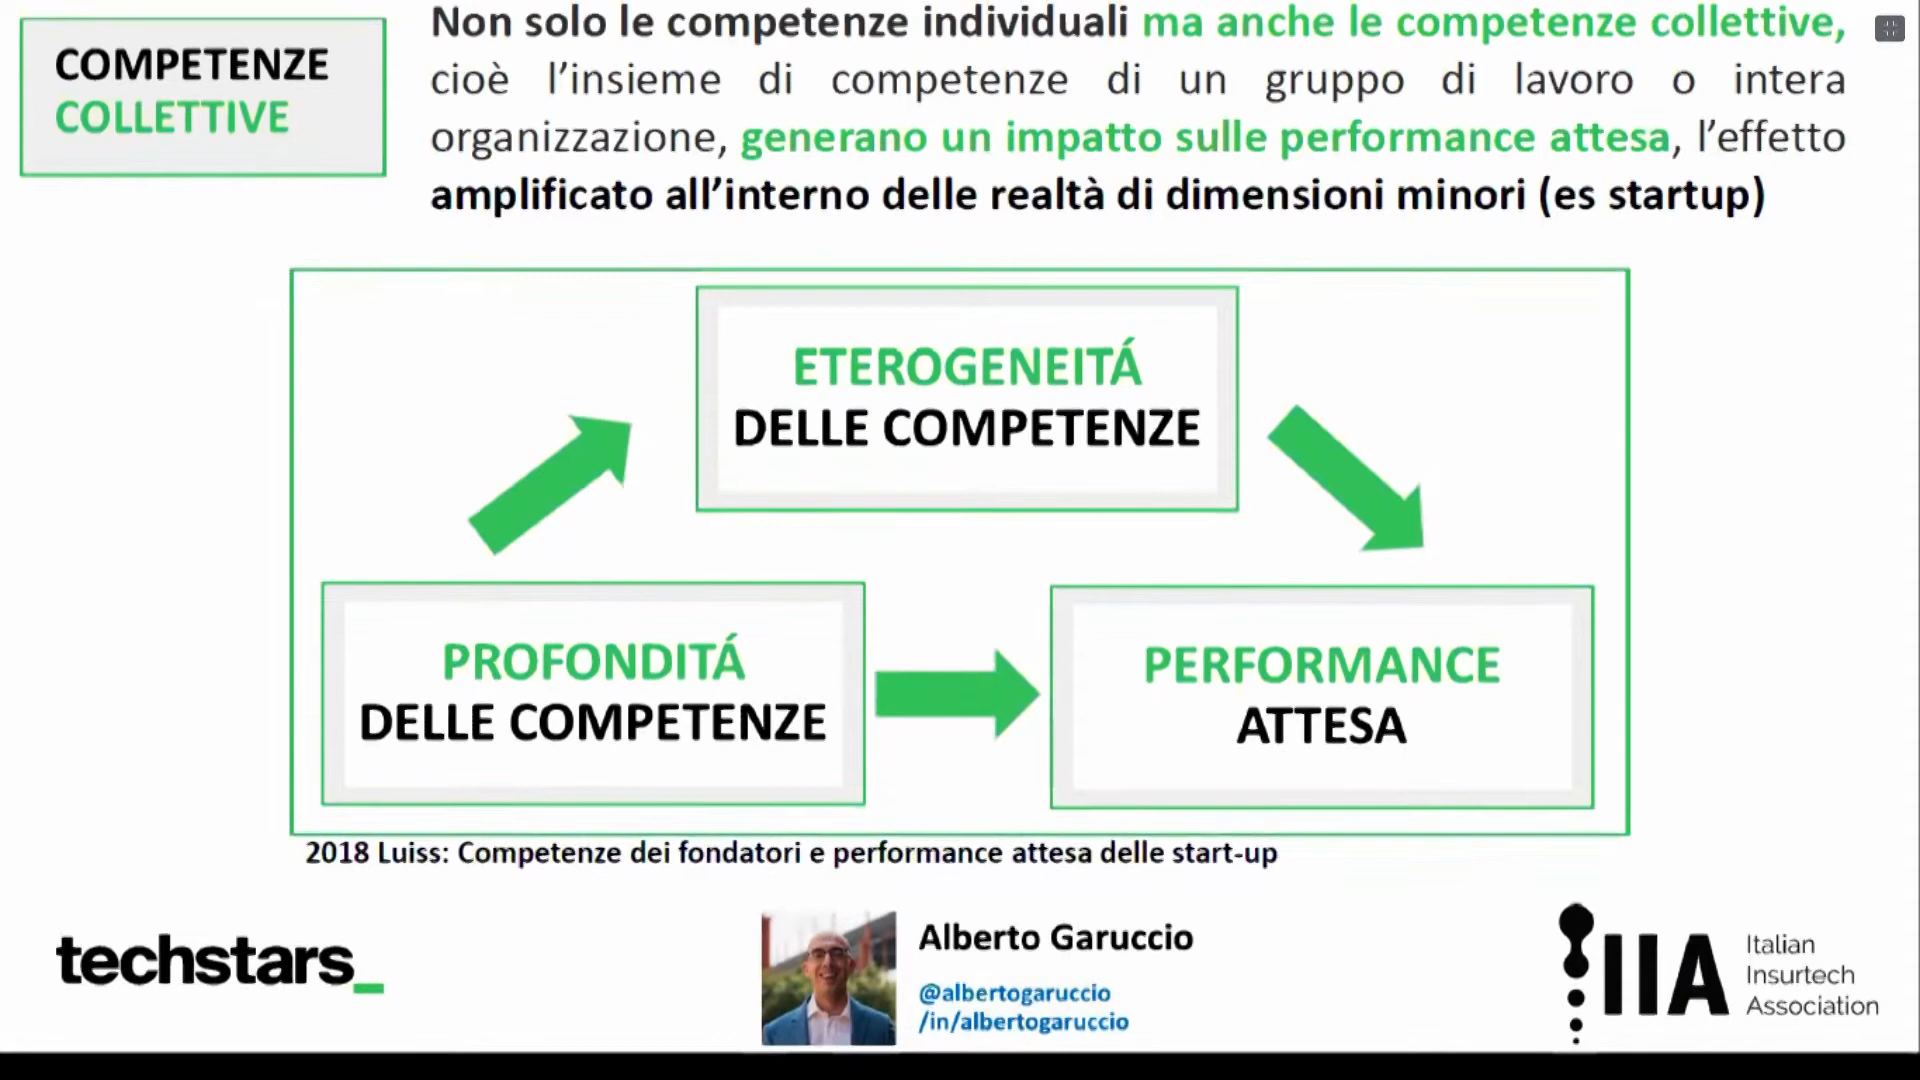 COMPETENZE
COLLETTIVE
Non solo le competenze individuali ma anche le competenze collettive,
cioè l’insieme di competenze di un gruppo di lavoro o intera
organizzazione, generano un impatto sulle performance attesa, l’effetto
amplificato all’interno delle realtà di dimensioni minori (es startup)
ETEROGENEITÁ
DELLE COMPETENZE
PROFONDITÁ
DELLE COMPETENZE
PERFORMANCE
ATTESA
2018 Luiss: Competenze dei fondatori e performance attesa delle start-up
techstars_
Alberto Garuccio
@albertogaruccio
/in/albertogaruccio
IIA
Italian
Insurtech
Association